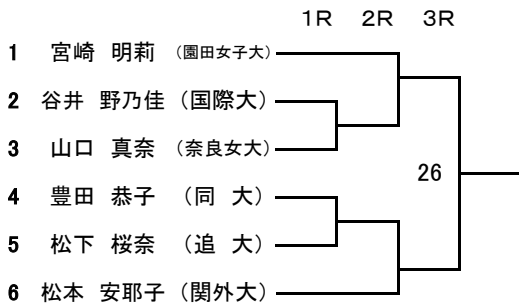 1R 2R 3R
1 宮崎 明莉 (園田女子大)
2 谷井 野乃佳 (国際大)
3 山口 真奈 (奈良女大)
26
4 豊田 恭子 (同 大)
5 松下 桜奈 (追 大)
6 松本 安耶子 (関外大)